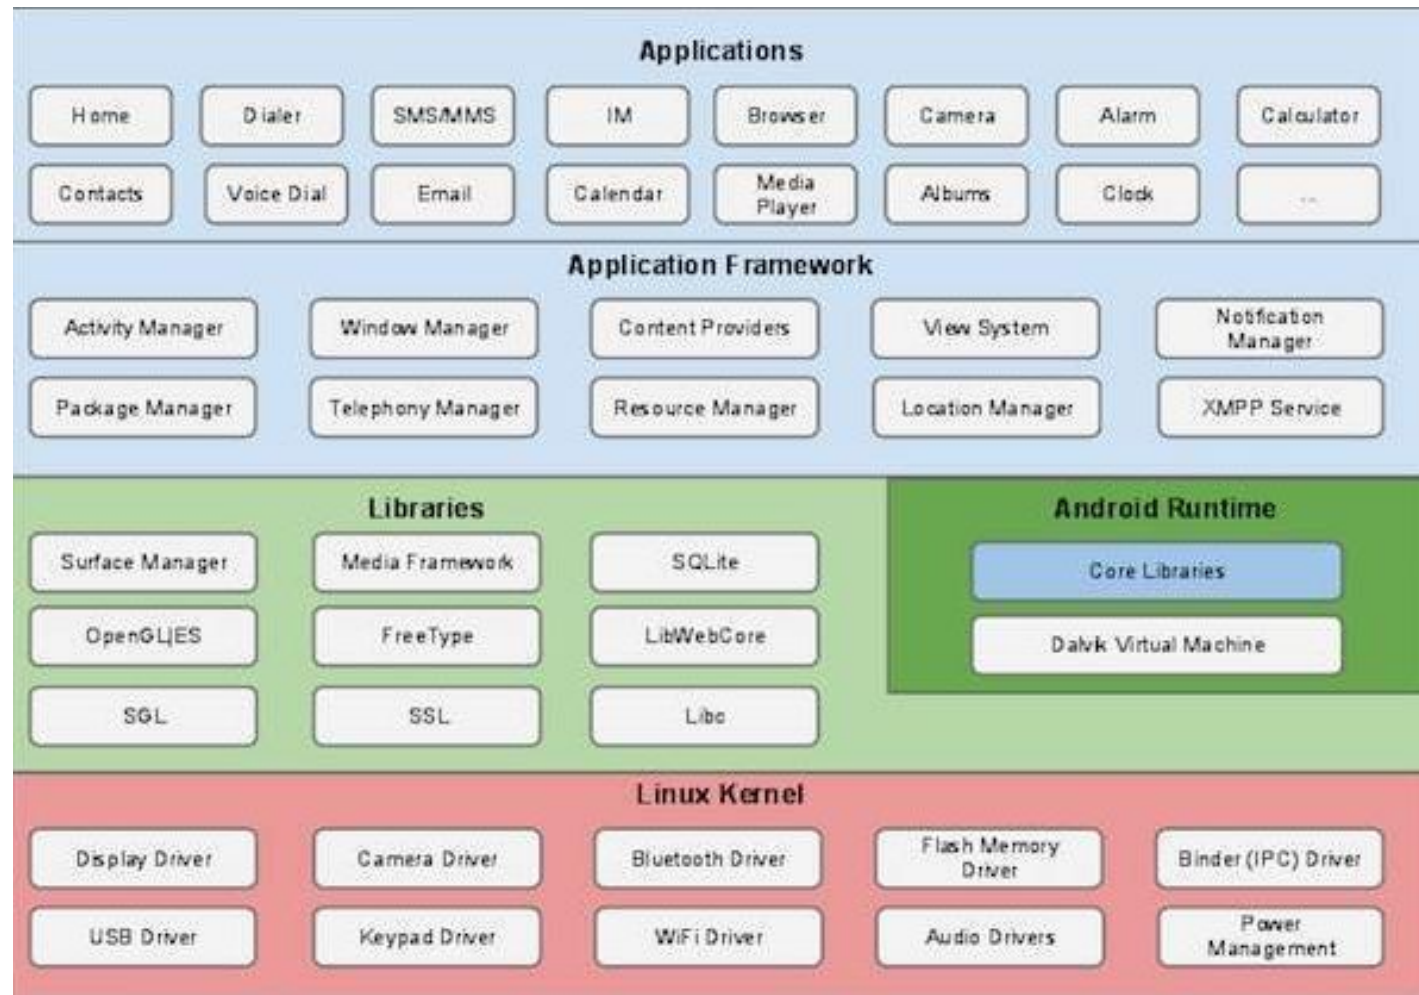 Applications
Home Dialer SMS/MMS IM Browser Camera Alarm Calculator
Contacts Voice Dial Email Calendar Media Player Albums Clock ...
Application Framework
Activity Manager Window Manager Content Providers View System Notification Manager
Package Manager Telephony Manager Resource Manager Location Manager XMPP Service
Libraries
Surface Manager Media Framework SQLite
OpenGL|ES FreeType LibWebCore
SGL SSL Libc
Android Runtime
Core Libraries
Dalvik Virtual Machine
Linux Kernel
Display Driver Camera Driver Bluetooth Driver Flash Memory Driver Binder (IPC) Driver
USB Driver Keypad Driver WiFi Driver Audio Drivers Power Management